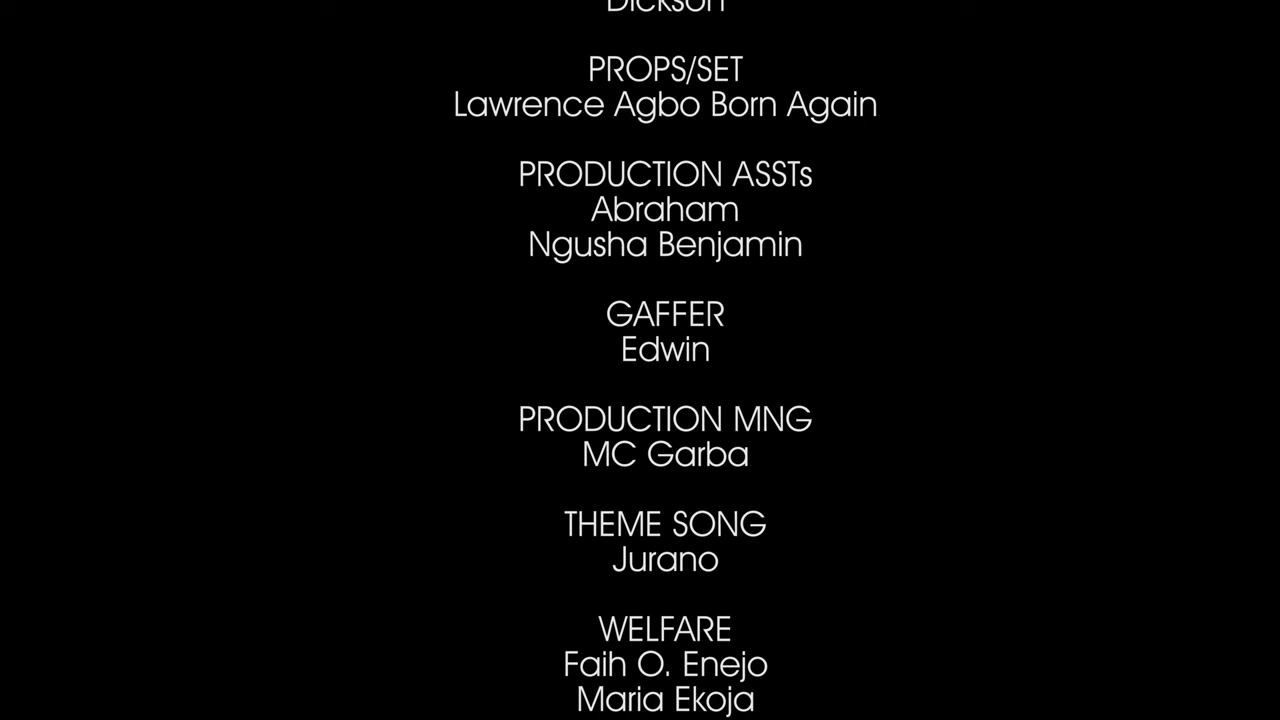 Dickson
PROPS/SET
Lawrence Agbo Born Again
PRODUCTION ASSTs
Abraham
Ngusha Benjamin
GAFFER
Edwin
PRODUCTION MNG
MC Garba
THEME SONG
Jurano
WELFARE
Faih O. Enejo
Maria Ekoja